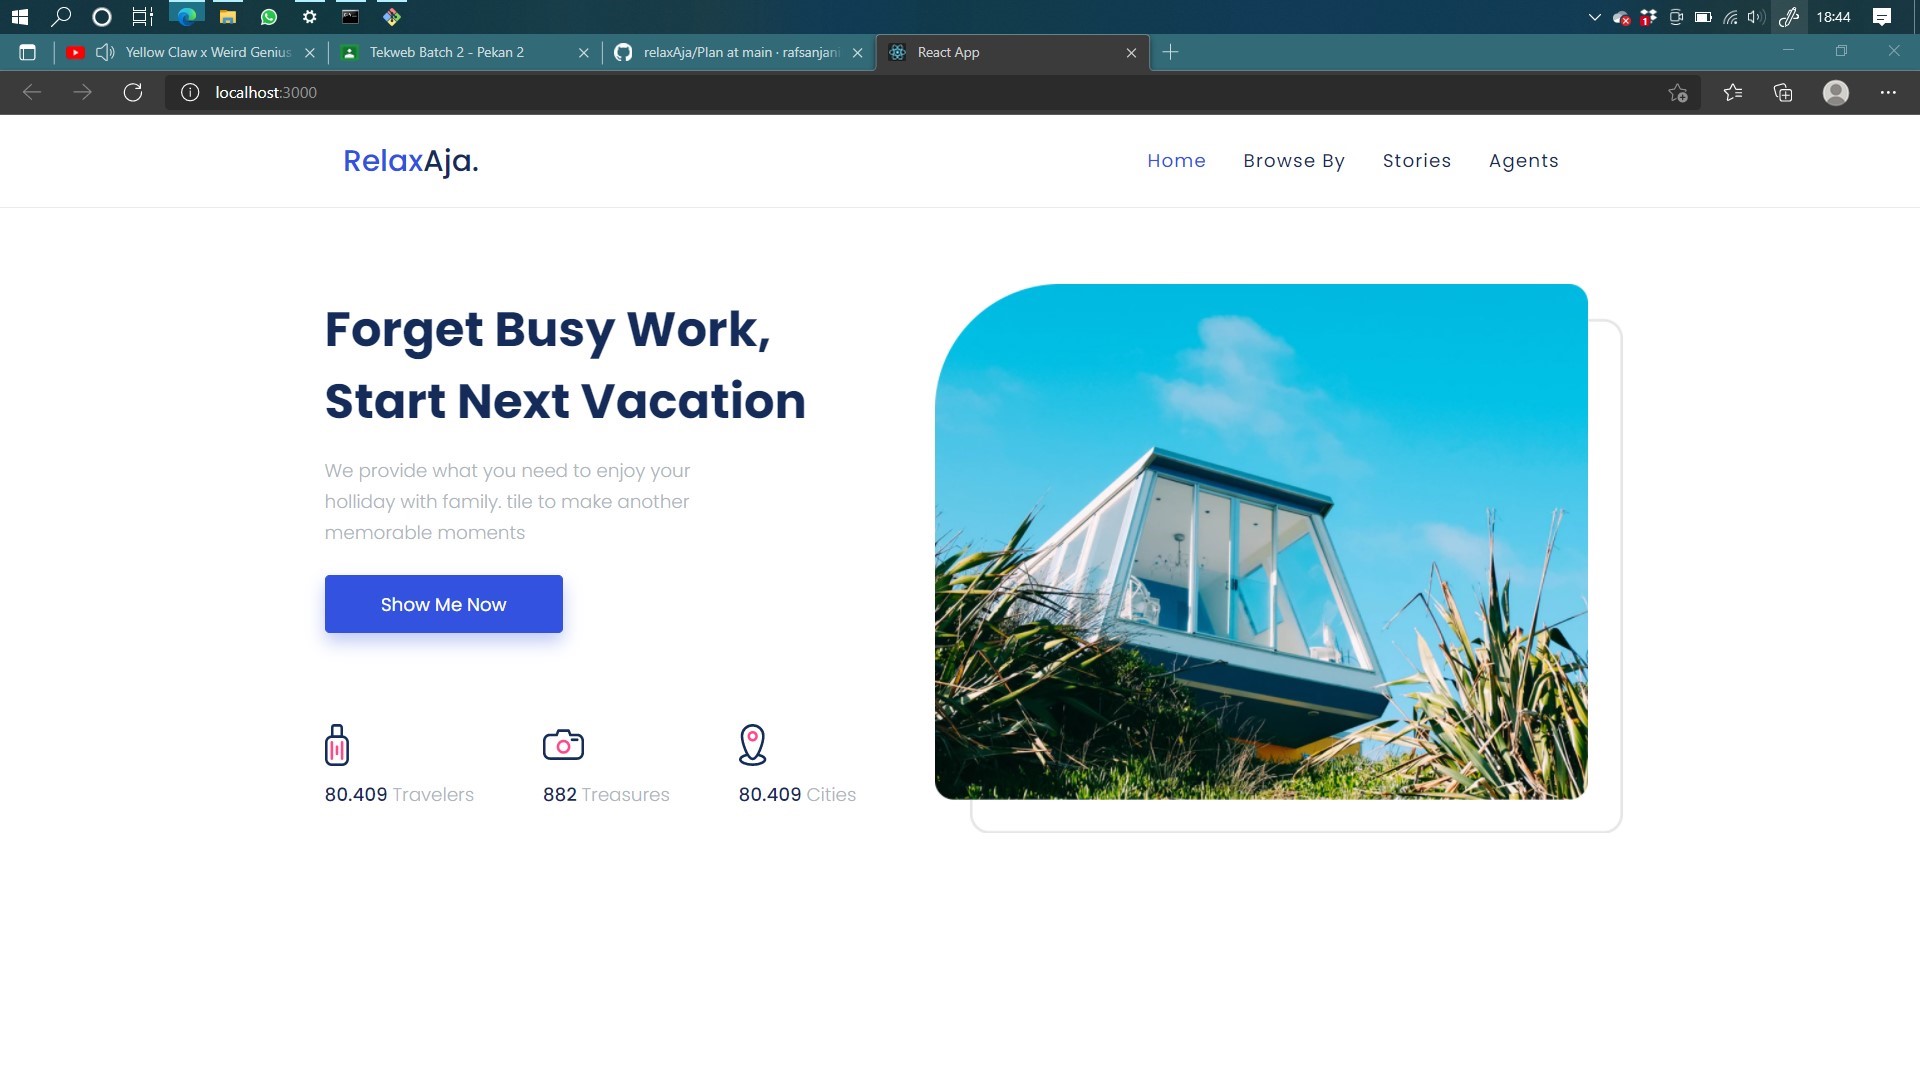 18:44
Yellow Claw x Weird Genius
Tekweb Batch 2 - Pekan 2
relaxAja/Plan at main · rafsanjani
React App
localhost:3000
RelaxAja.
Home
Browse By
Stories
Agents
Forget Busy Work,
Start Next Vacation
We provide what you need to enjoy your
holliday with family. tile to make another
memorable moments
Show Me Now
80.409 Travelers
882 Treasures
80.409 Cities